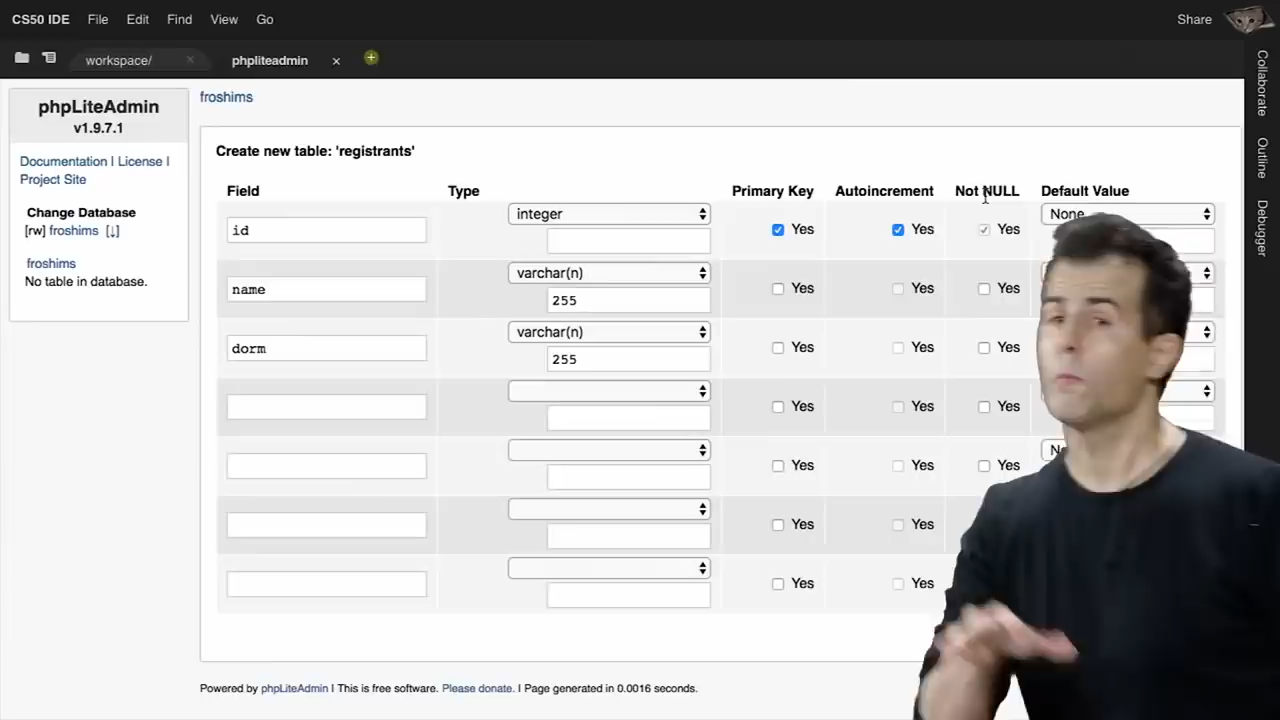 CS50 IDE File Edit Find View Go Share
workspace/ × phpliteadmin ×
phpLiteAdmin
v1.9.7.1
Documentation | License |
Project Site
Change Database
[rw] froshims [↓]
froshims
No table in database.
froshims
Create new table: 'registrants'
Field Type Primary Key Autoincrement Not NULL Default Value
id integer Yes Yes Yes None
name varchar(n) Yes Yes Yes
255
dorm varchar(n) Yes Yes Yes
255
Yes Yes Yes
Yes Yes Yes
Yes Yes
Yes Yes
Powered by phpLiteAdmin | This is free software. Please donate. | Page generated in 0.0016 seconds.
Collaborate
Outline
Debugger